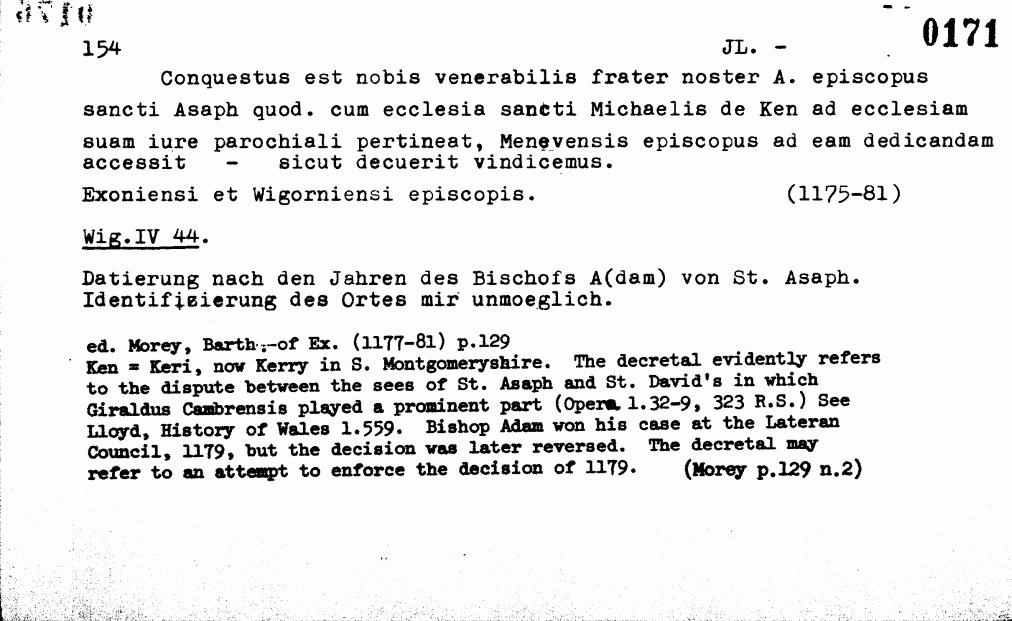 0171
154 JL. -
Conquestus est nobis venerabilis frater noster A. episcopus
sancti Asaph quod. cum ecclesia sancti Michaelis de Ken ad ecclesiam
suam iure parochiali pertineat, Menevensis episcopus ad eam dedicandam
accessit - sicut decuerit vindicemus.
Exoniensi et Wigorniensi episcopis. (1175-81)
Wig.IV 44.
Datierung nach den Jahren des Bischofs A(dam) von St. Asaph.
Identifizierung des Ortes mir unmoeglich.
ed. Morey, Barth.-of Ex. (1177-81) p.129
Ken = Keri, now Kerry in S. Montgomeryshire. The decretal evidently refers
to the dispute between the sees of St. Asaph and St. David's in which
Giraldus Cambrensis played a prominent part (Opera 1.32-9, 323 R.S.) See
Lloyd, History of Wales 1.559. Bishop Adam won his case at the Lateran
Council, 1179, but the decision was later reversed. The decretal may
refer to an attempt to enforce the decision of 1179. (Morey p.129 n.2)